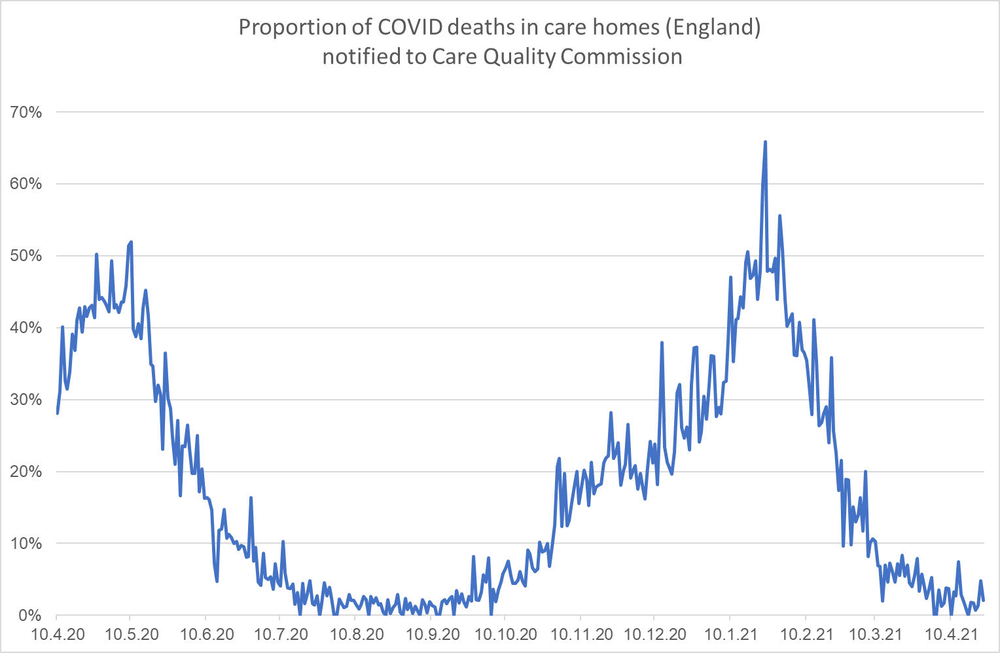 Proportion of COVID deaths in care homes (England)
notified to Care Quality Commission
70%
60%
50%
40%
30%
20%
10%
0%
10.4.20 10.5.20 10.6.20 10.7.20 10.8.20 10.9.20 10.10.20 10.11.20 10.12.20 10.1.21 10.2.21 10.3.21 10.4.21